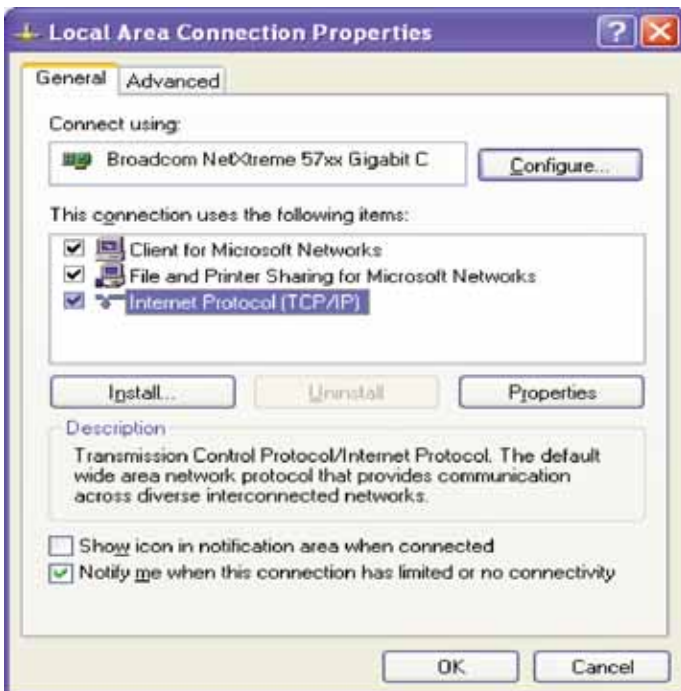 Local Area Connection Properties
General
Advanced
Connect using:
Broadcom NetXtreme 57xx Gigabit C
Configure...
This connection uses the following items:
Client for Microsoft Networks
File and Printer Sharing for Microsoft Networks
Internet Protocol (TCP/IP)
Install...
Uninstall
Properties
Description
Transmission Control Protocol/Internet Protocol. The default
wide area network protocol that provides communication
across diverse interconnected networks.
Show icon in notification area when connected
Notify me when this connection has limited or no connectivity
OK
Cancel